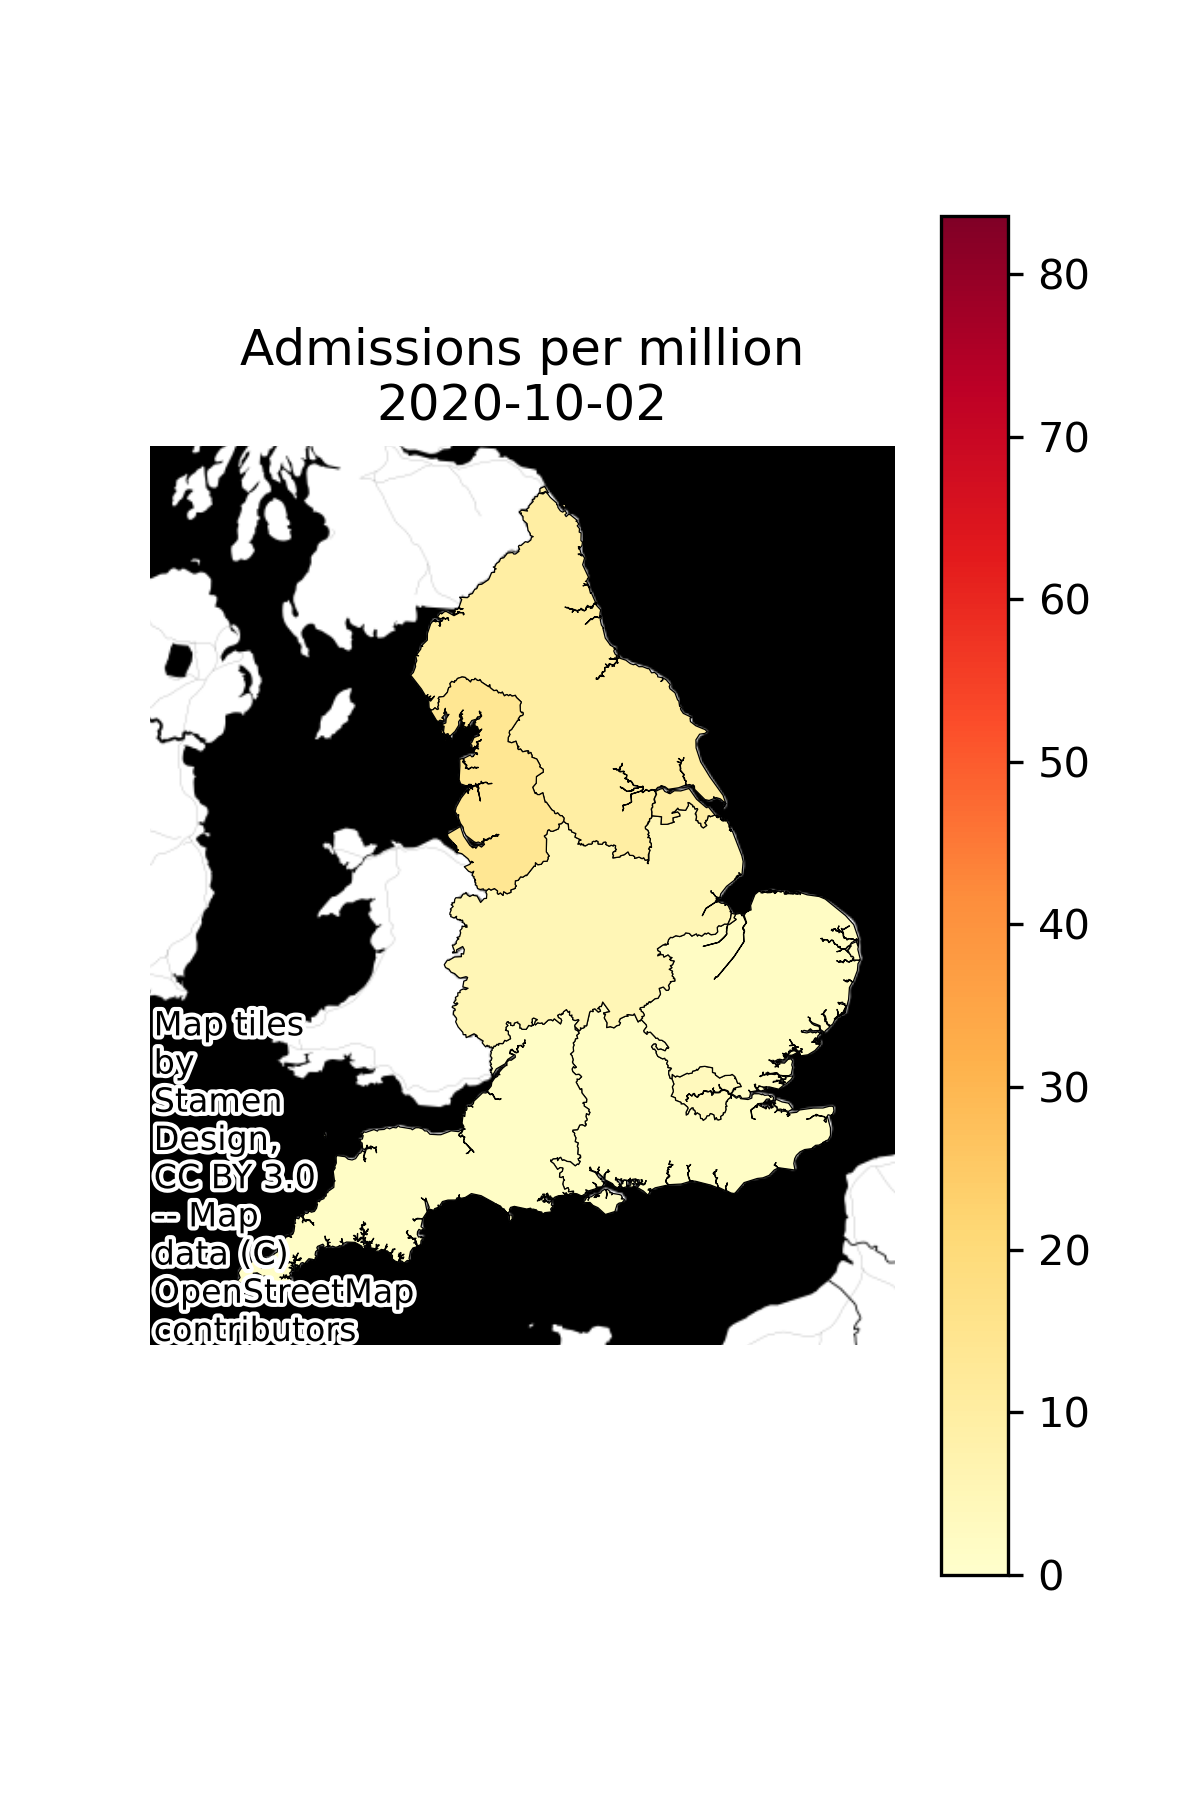 Admissions per million
2020-10-02
80
70
60
50
40
30
20
10
0
Map tiles
by
Stamen
Design,
CC BY 3.0
-- Map
data (C)
OpenStreetMap
contributors